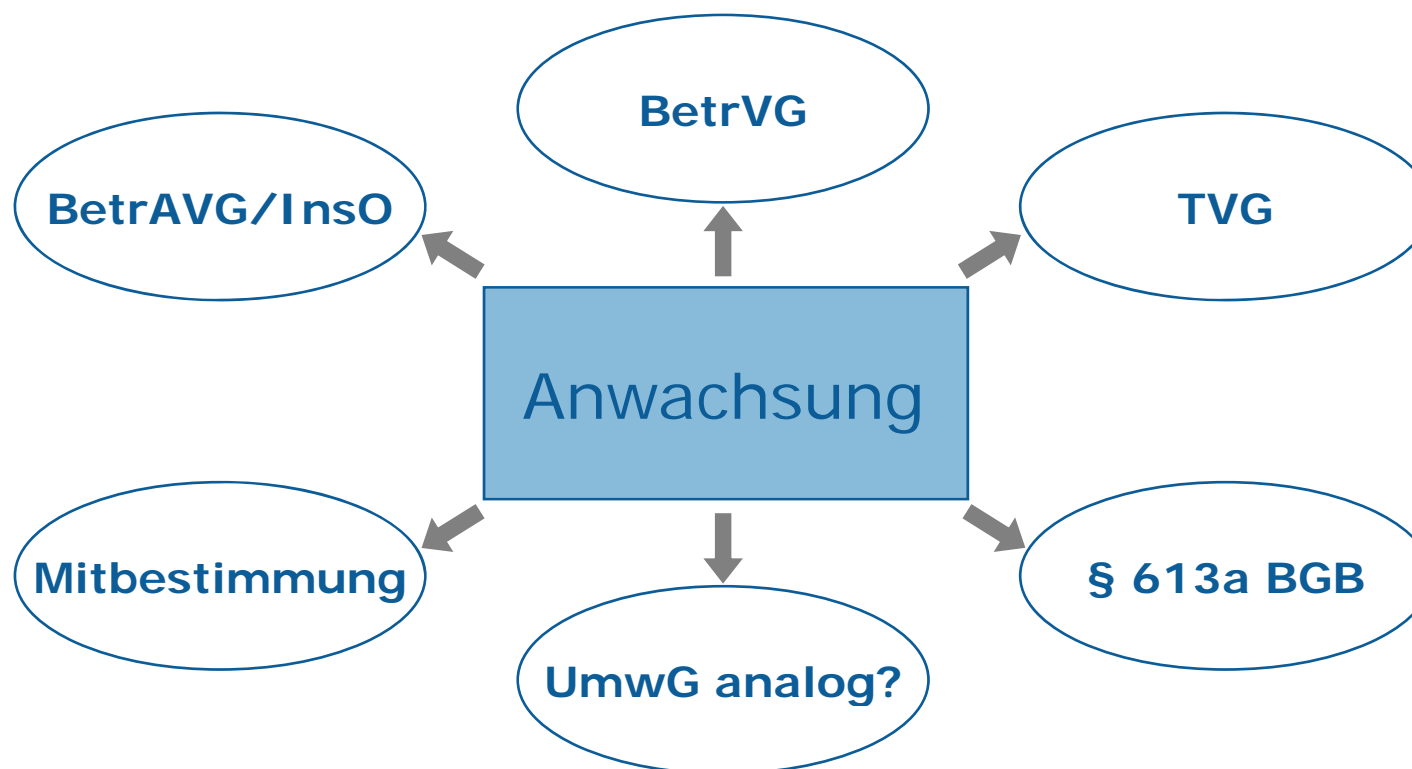 BetrVG
BetrAVG/InsO
TVG
Anwachsung
Mitbestimmung
§ 613a BGB
UmwG analog?